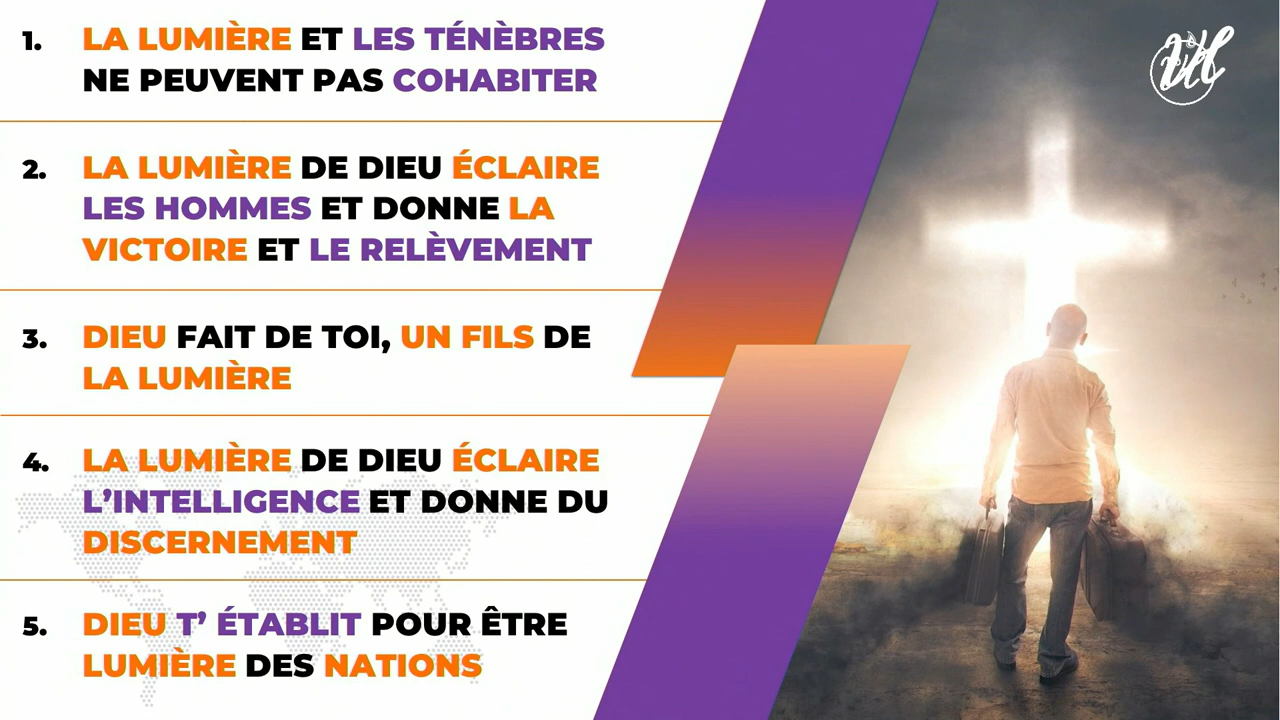 1. LA LUMIÈRE ET LES TÉNÈBRES
NE PEUVENT PAS COHABITER
2. LA LUMIÈRE DE DIEU ÉCLAIRE
LES HOMMES ET DONNE LA
VICTOIRE ET LE RELÈVEMENT
3. DIEU FAIT DE TOI, UN FILS DE
LA LUMIÈRE
4. LA LUMIÈRE DE DIEU ÉCLAIRE
L’INTELLIGENCE ET DONNE DU
DISCERNEMENT
5. DIEU T’ ÉTABLIT POUR ÊTRE
LUMIÈRE DES NATIONS